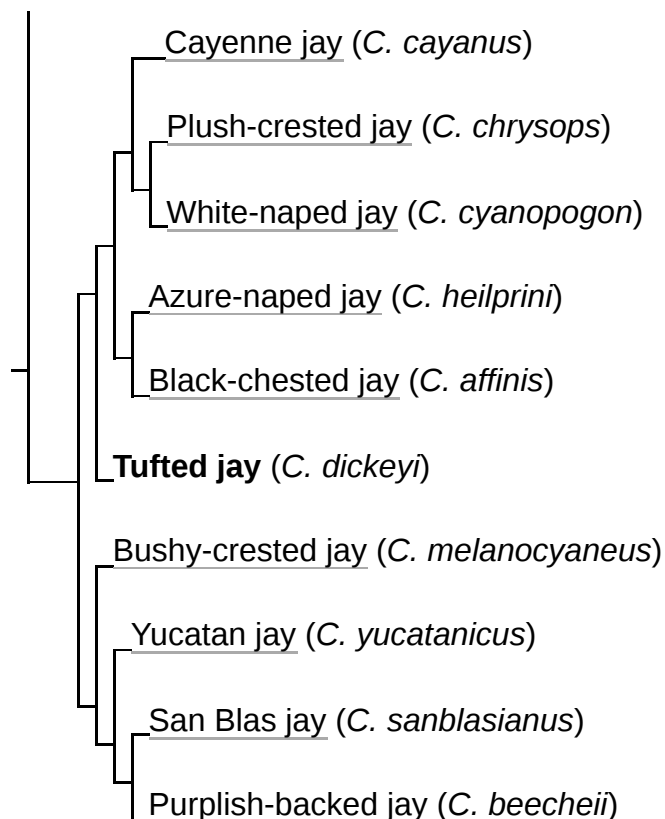 Cayenne jay (C. cayanus)
Plush-crested jay (C. chrysops)
White-naped jay (C. cyanopogon)
Azure-naped jay (C. heilprini)
Black-chested jay (C. affinis)
Tufted jay (C. dickeyi)
Bushy-crested jay (C. melanocyaneus)
Yucatan jay (C. yucatanicus)
San Blas jay (C. sanblasianus)
Purplish-backed jay (C. beecheii)